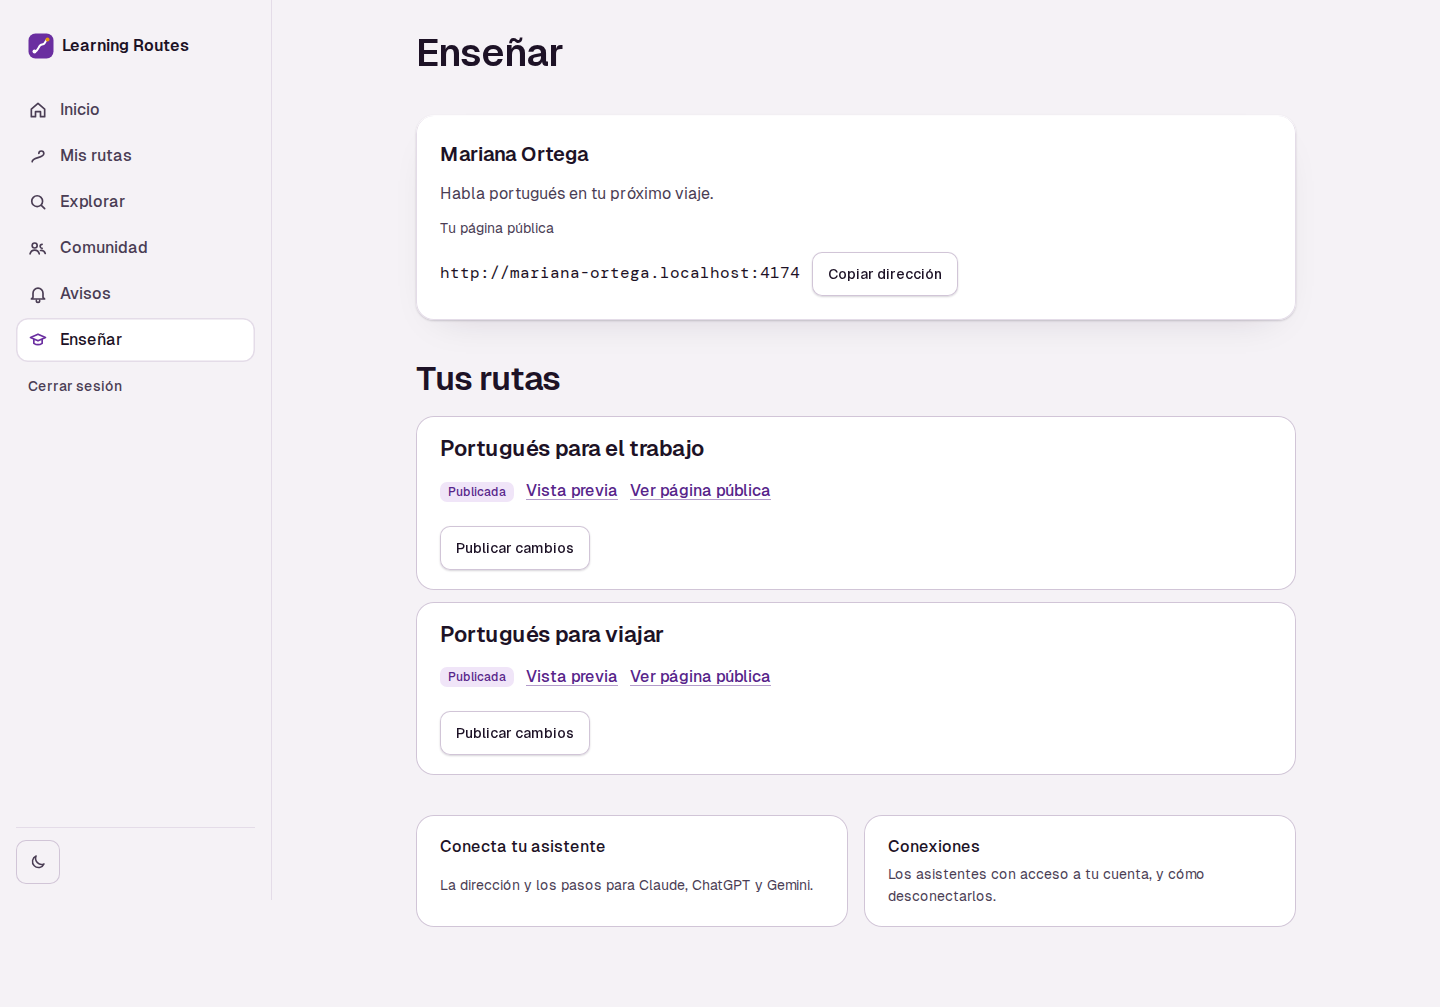 Learning Routes
Inicio
Mis rutas
Explorar
Comunidad
Avisos
Enseñar
Cerrar sesión
Enseñar
Mariana Ortega
Habla portugués en tu próximo viaje.
Tu página pública
http://mariana-ortega.localhost:4174
Copiar dirección
Tus rutas
Portugués para el trabajo
Publicada Vista previa Ver página pública
Publicar cambios
Portugués para viajar
Publicada Vista previa Ver página pública
Publicar cambios
Conecta tu asistente
La dirección y los pasos para Claude, ChatGPT y Gemini.
Conexiones
Los asistentes con acceso a tu cuenta, y cómo
desconectarlos.